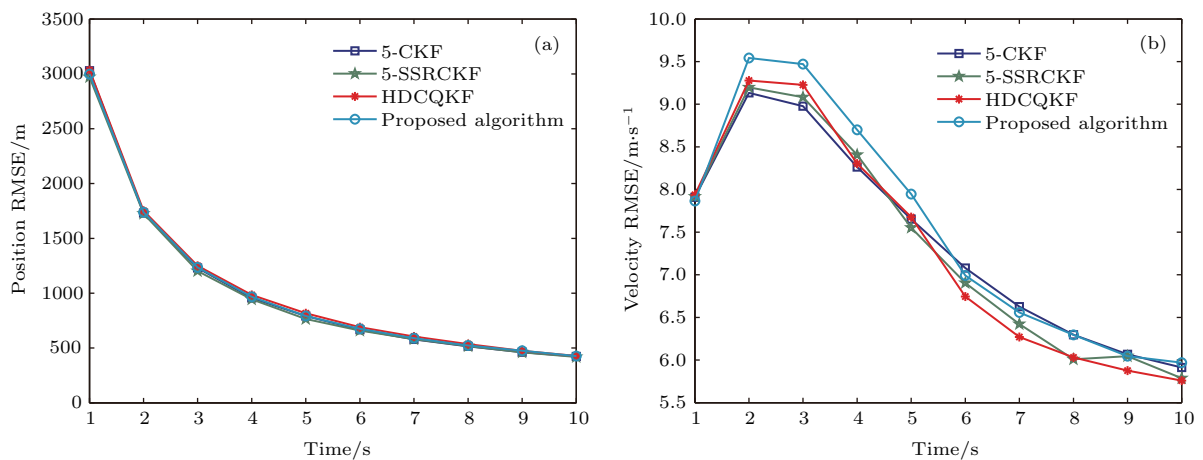 3500
3000
2500
2000
1500
1000
500
0
Position RMSE/m
1 2 3 4 5 6 7 8 9 10
Time/s
(a)
5-CKF
5-SSRCKF
HDCQKF
Proposed algorithm
10.0
9.5
9.0
8.5
8.0
7.5
7.0
6.5
6.0
5.5
Velocity RMSE/m·s⁻¹
1 2 3 4 5 6 7 8 9 10
Time/s
(b)
5-CKF
5-SSRCKF
HDCQKF
Proposed algorithm